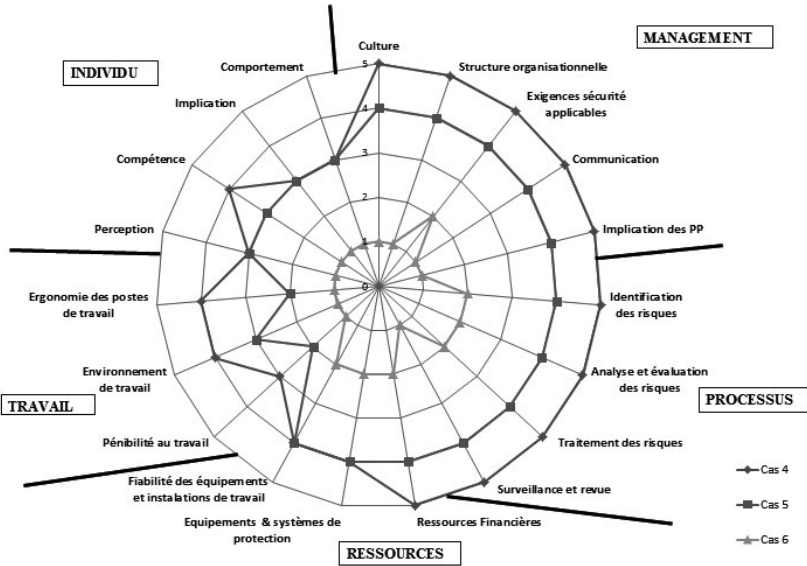 MANAGEMENT
INDIVIDU
Culture
Structure organisationnelle
Exigences sécurité
applicables
Communication
Implication des PP
Identification
des risques
Analyse et évaluation
des risques
PROCESSUS
Traitement des risques
Surveillance et revue
Ressources Financières
RESSOURCES
Equipements & systèmes de
protection
Fiabilité des équipements
et instalations de travail
Pénibilité au travail
TRAVAIL
Environnement
de travail
Ergonomie des postes
de travail
Perception
Compétence
Implication
Comportement
5
4
3
2
1
0
Cas 4
Cas 5
Cas 6